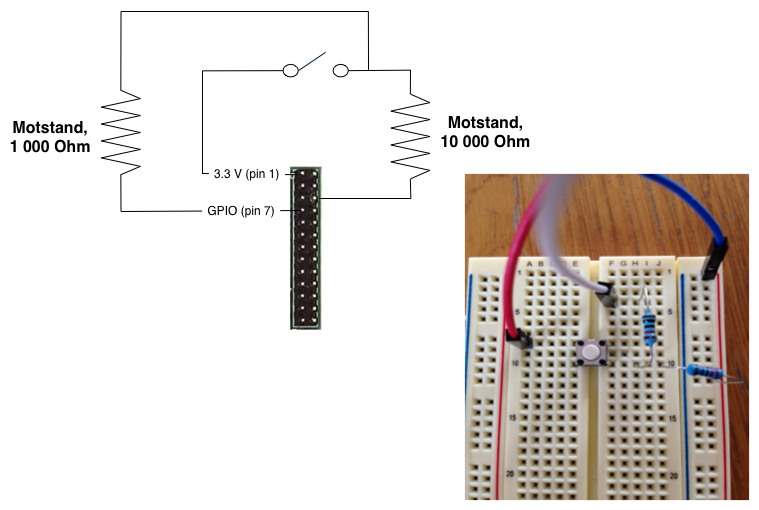 Motstand,
1 000 Ohm
Motstand,
10 000 Ohm
3.3 V (pin 1)
GPIO (pin 7)
A B C D E F G H I J
1 1
5 5
10 10
15 15
20 20